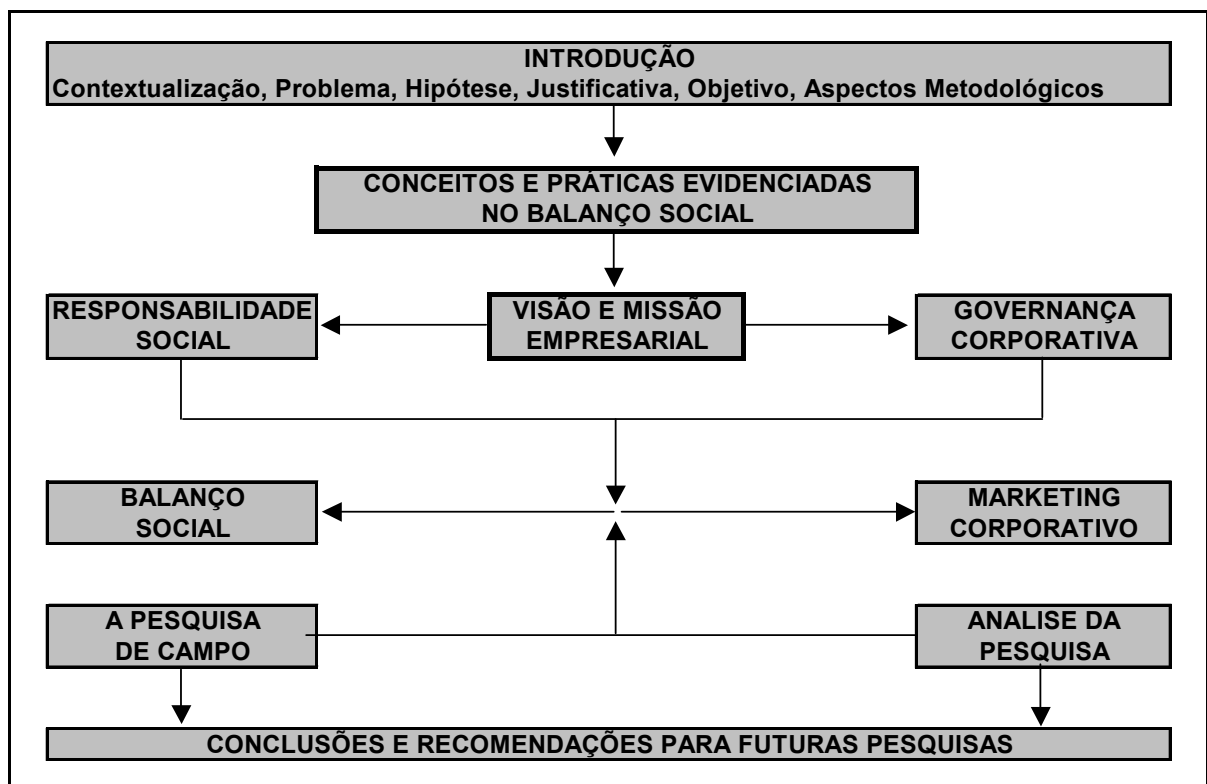 INTRODUÇÃO
Contextualização, Problema, Hipótese, Justificativa, Objetivo, Aspectos Metodológicos
CONCEITOS E PRÁTICAS EVIDENCIADAS
NO BALANÇO SOCIAL
RESPONSABILIDADE
SOCIAL
VISÃO E MISSÃO
EMPRESARIAL
GOVERNANÇA
CORPORATIVA
BALANÇO
SOCIAL
MARKETING
CORPORATIVO
A PESQUISA
DE CAMPO
ANALISE DA
PESQUISA
CONCLUSÕES E RECOMENDAÇÕES PARA FUTURAS PESQUISAS